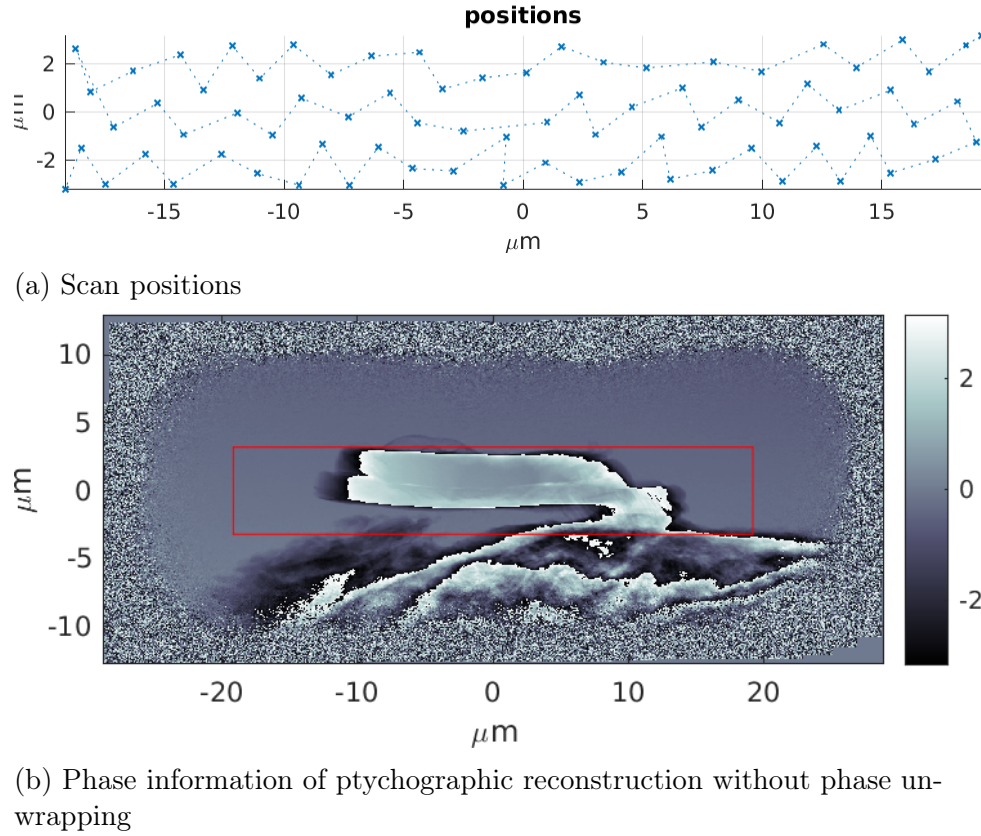 positions
2
0
-2
μm
-15 -10 -5 0 5 10 15
μm
(a) Scan positions
10
5
0
-5
-10
μm
2
0
-2
-20 -10 0 10 20
μm
(b) Phase information of ptychographic reconstruction without phase un-
wrapping